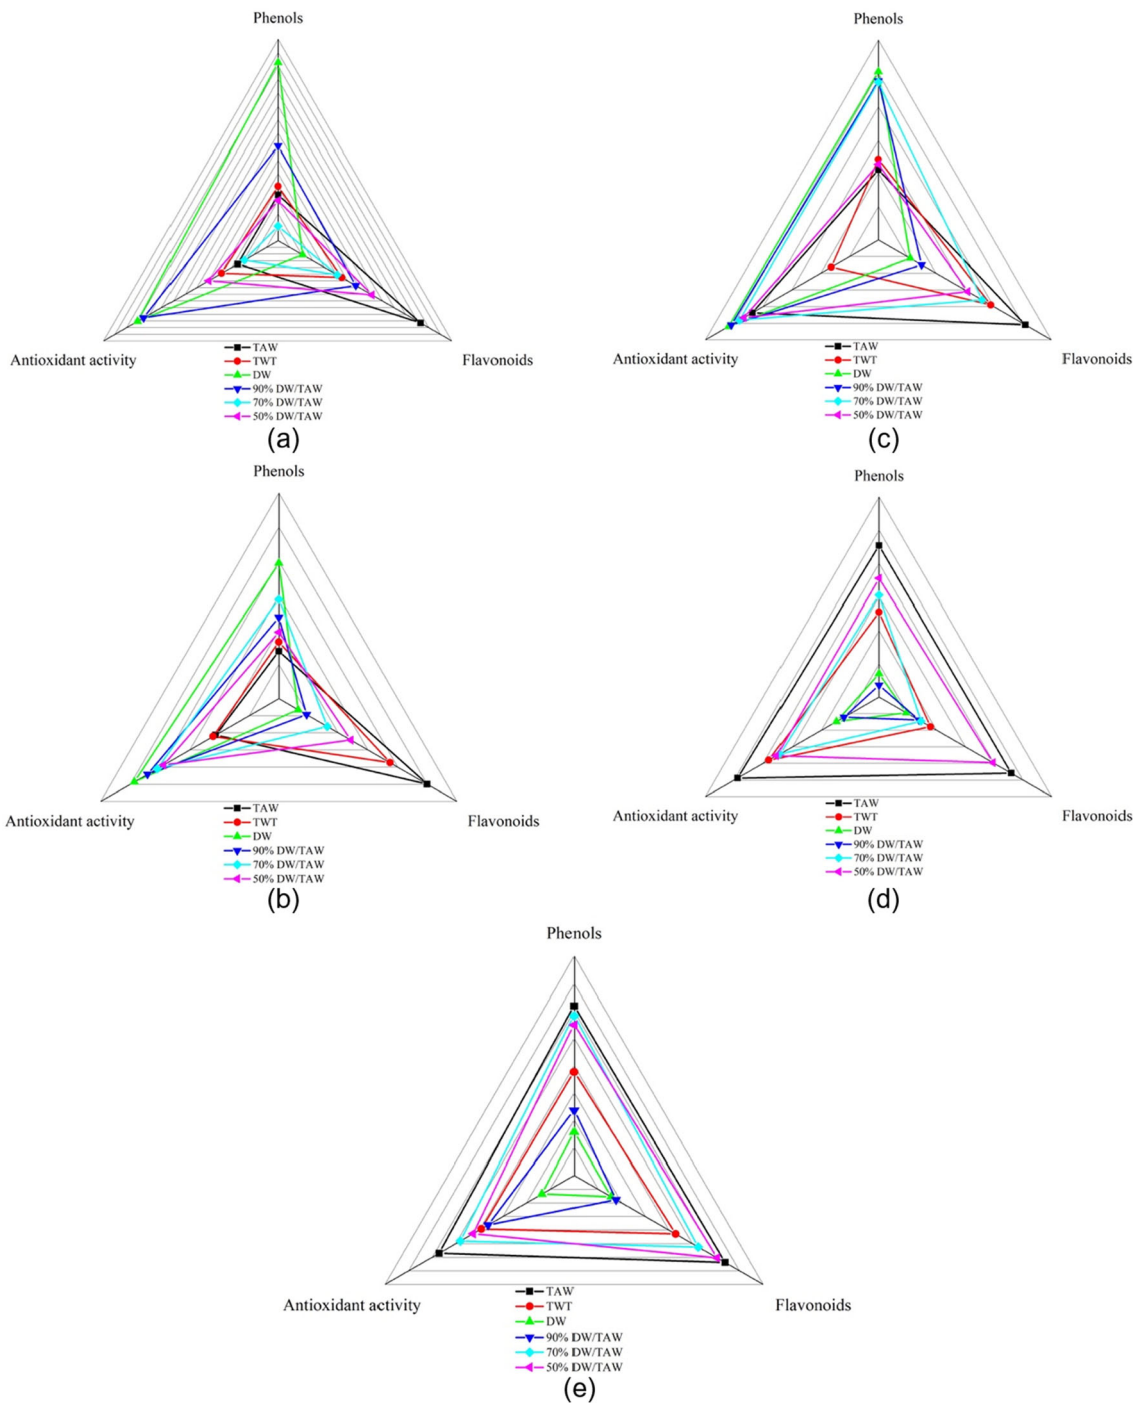 Phenols
Antioxidant activity
Flavonoids
TAW
TWT
DW
90% DW/TAW
70% DW/TAW
50% DW/TAW
(a)
Phenols
Antioxidant activity
Flavonoids
TAW
TWT
DW
90% DW/TAW
70% DW/TAW
50% DW/TAW
(c)
Phenols
Antioxidant activity
Flavonoids
TAW
TWT
DW
90% DW/TAW
70% DW/TAW
50% DW/TAW
(b)
Phenols
Antioxidant activity
Flavonoids
TAW
TWT
DW
90% DW/TAW
70% DW/TAW
50% DW/TAW
(d)
Phenols
Antioxidant activity
Flavonoids
TAW
TWT
DW
90% DW/TAW
70% DW/TAW
50% DW/TAW
(e)